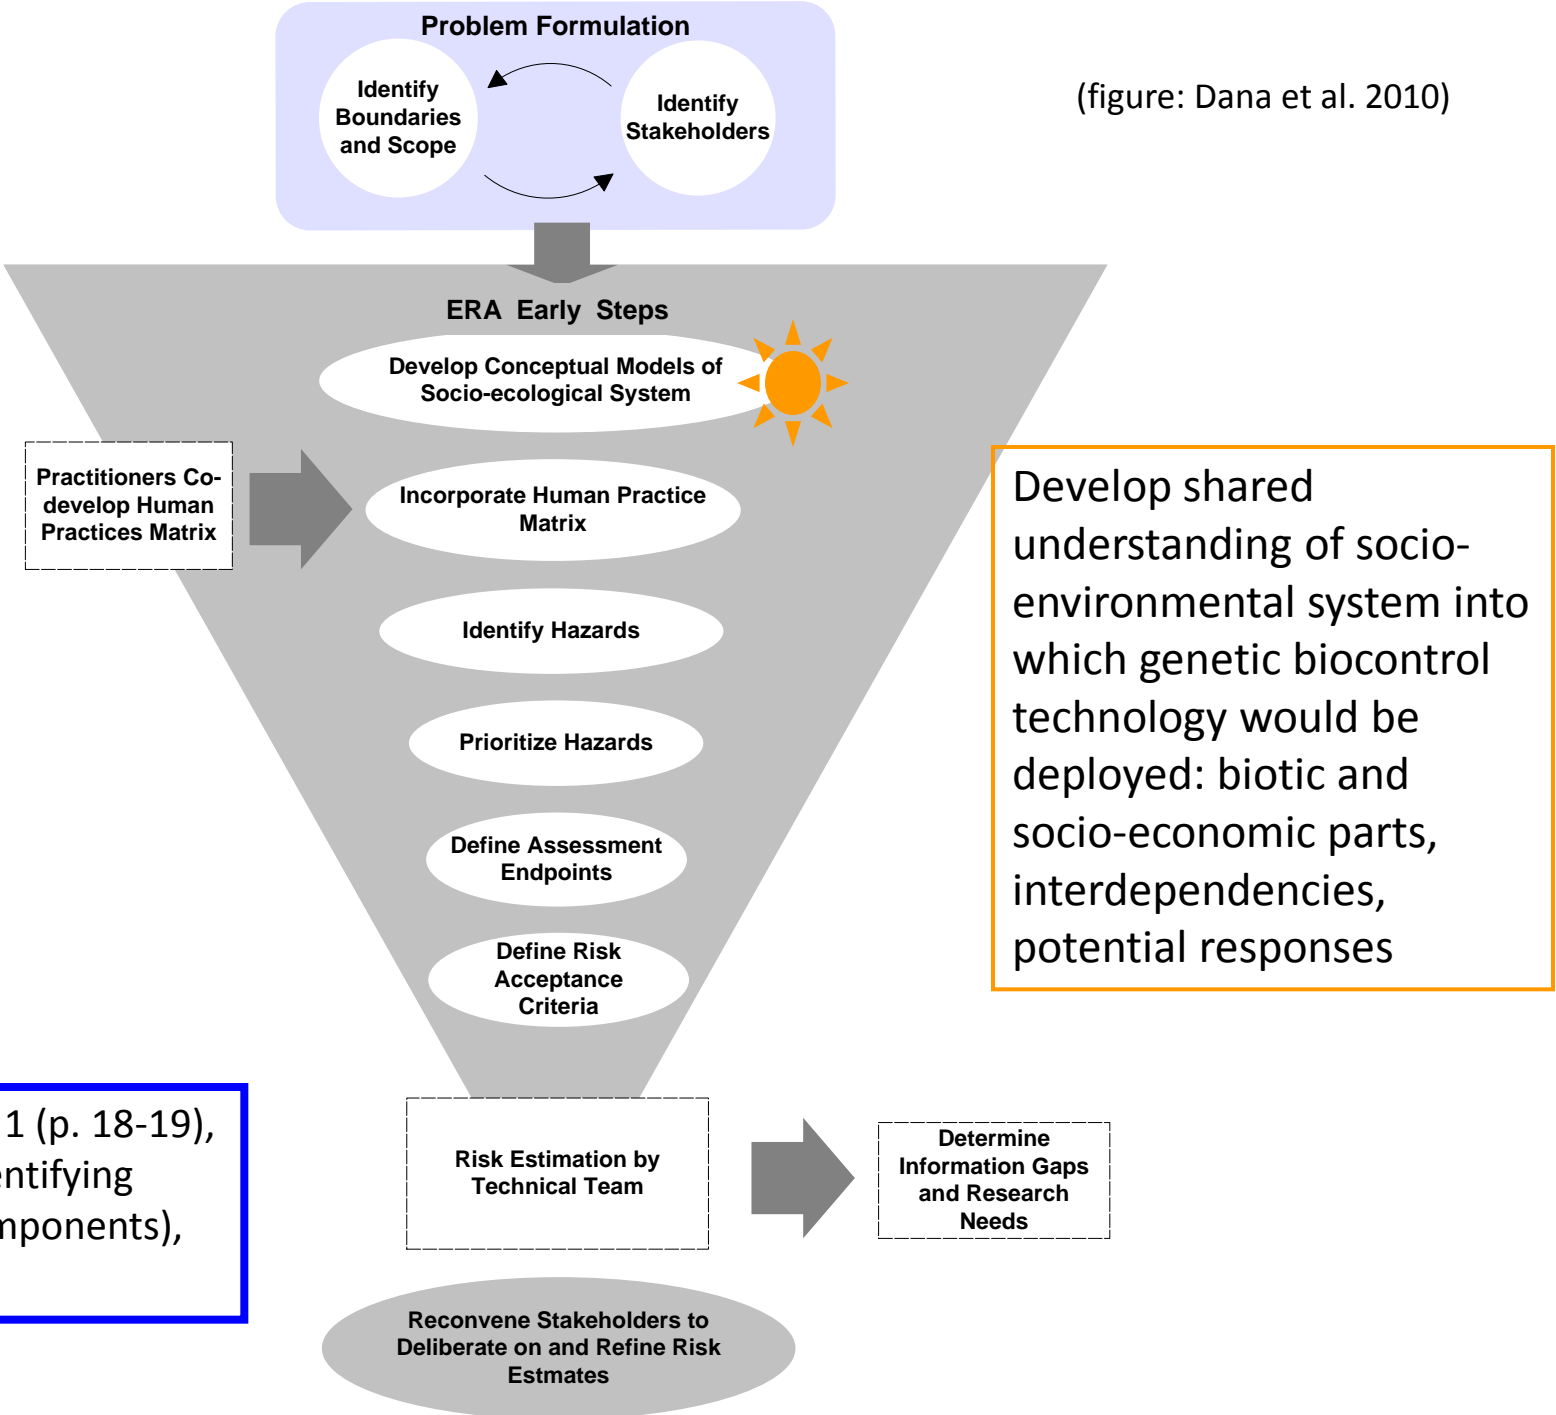 Problem Formulation
Identify
Boundaries
and Scope
Identify
Stakeholders
(figure: Dana et al. 2010)
ERA Early Steps
Develop Conceptual Models of
Socio-ecological System
Practitioners Co-
develop Human
Practices Matrix
Incorporate Human Practice
Matrix
Identify Hazards
Prioritize Hazards
Define Assessment
Endpoints
Define Risk
Acceptance
Criteria
Develop shared
understanding of socio-
environmental system into
which genetic biocontrol
technology would be
deployed: biotic and
socio-economic parts,
interdependencies,
potential responses
1 (p. 18-19),
entifying
mponents),
Risk Estimation by
Technical Team
Determine
Information Gaps
and Research
Needs
Reconvene Stakeholders to
Deliberate on and Refine Risk
Estmates